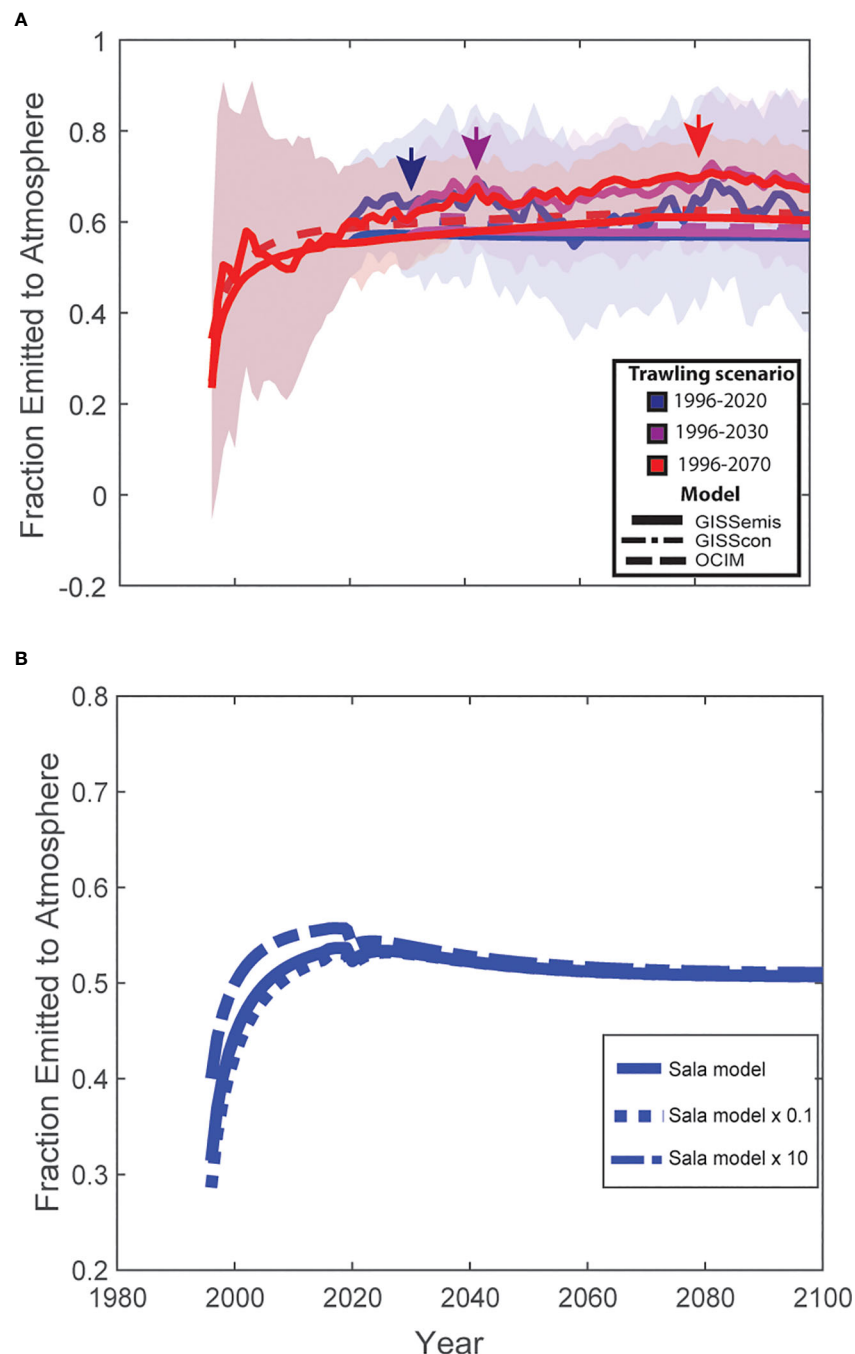 A
Fraction Emitted to Atmosphere
1
0.8
0.6
0.4
0.2
0
-0.2
Trawling scenario
1996-2020
1996-2030
1996-2070
Model
GISSemis
GISScon
OCIM
B
Fraction Emitted to Atmosphere
0.8
0.7
0.6
0.5
0.4
0.3
0.2
Sala model
Sala model x 0.1
Sala model x 10
1980 2000 2020 2040 2060 2080 2100
Year